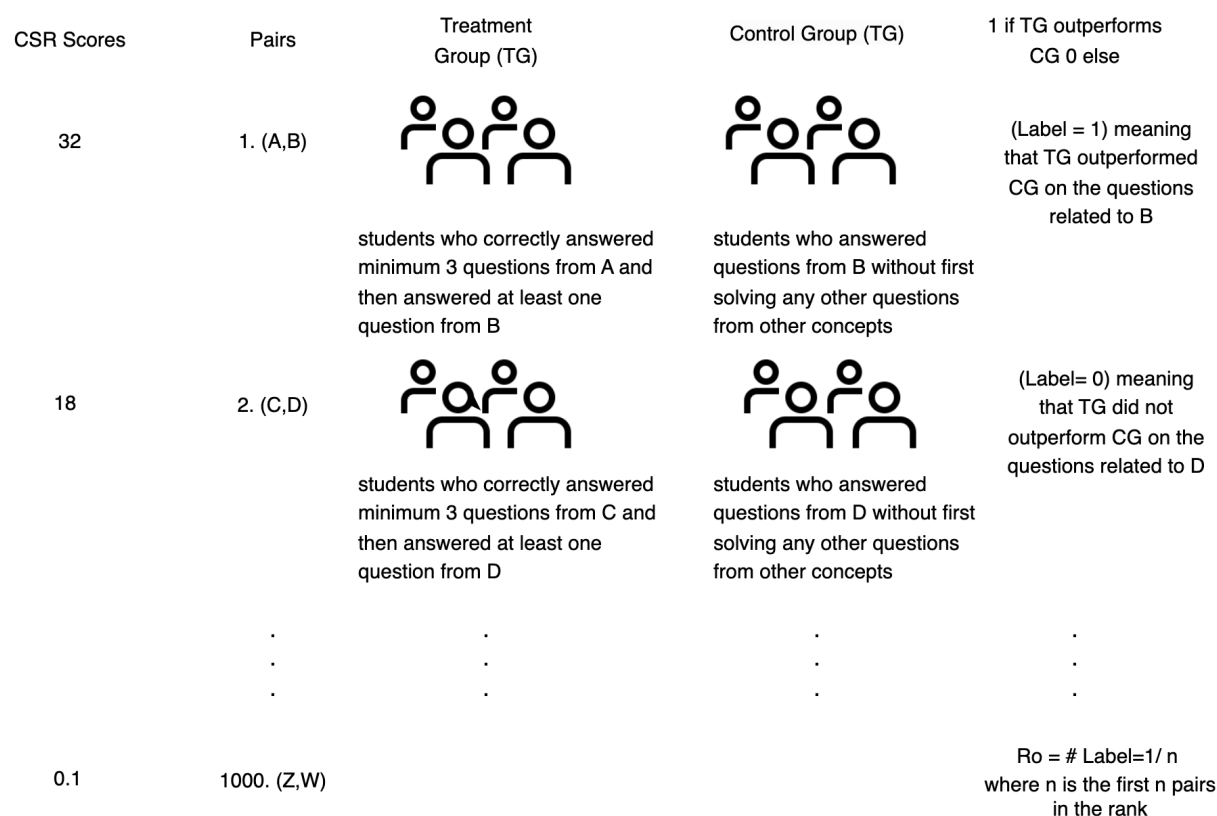 CSR Scores
Pairs
Treatment
Group (TG)
Control Group (TG)
1 if TG outperforms
CG 0 else
32
1. (A,B)
students who correctly answered
minimum 3 questions from A and
then answered at least one
question from B
students who answered
questions from B without first
solving any other questions
from other concepts
(Label = 1) meaning
that TG outperformed
CG on the questions
related to B
18
2. (C,D)
students who correctly answered
minimum 3 questions from C and
then answered at least one
question from D
students who answered
questions from D without first
solving any other questions
from other concepts
(Label= 0) meaning
that TG did not
outperform CG on the
questions related to D
0.1
1000. (Z,W)
Ro = # Label=1/ n
where n is the first n pairs
in the rank